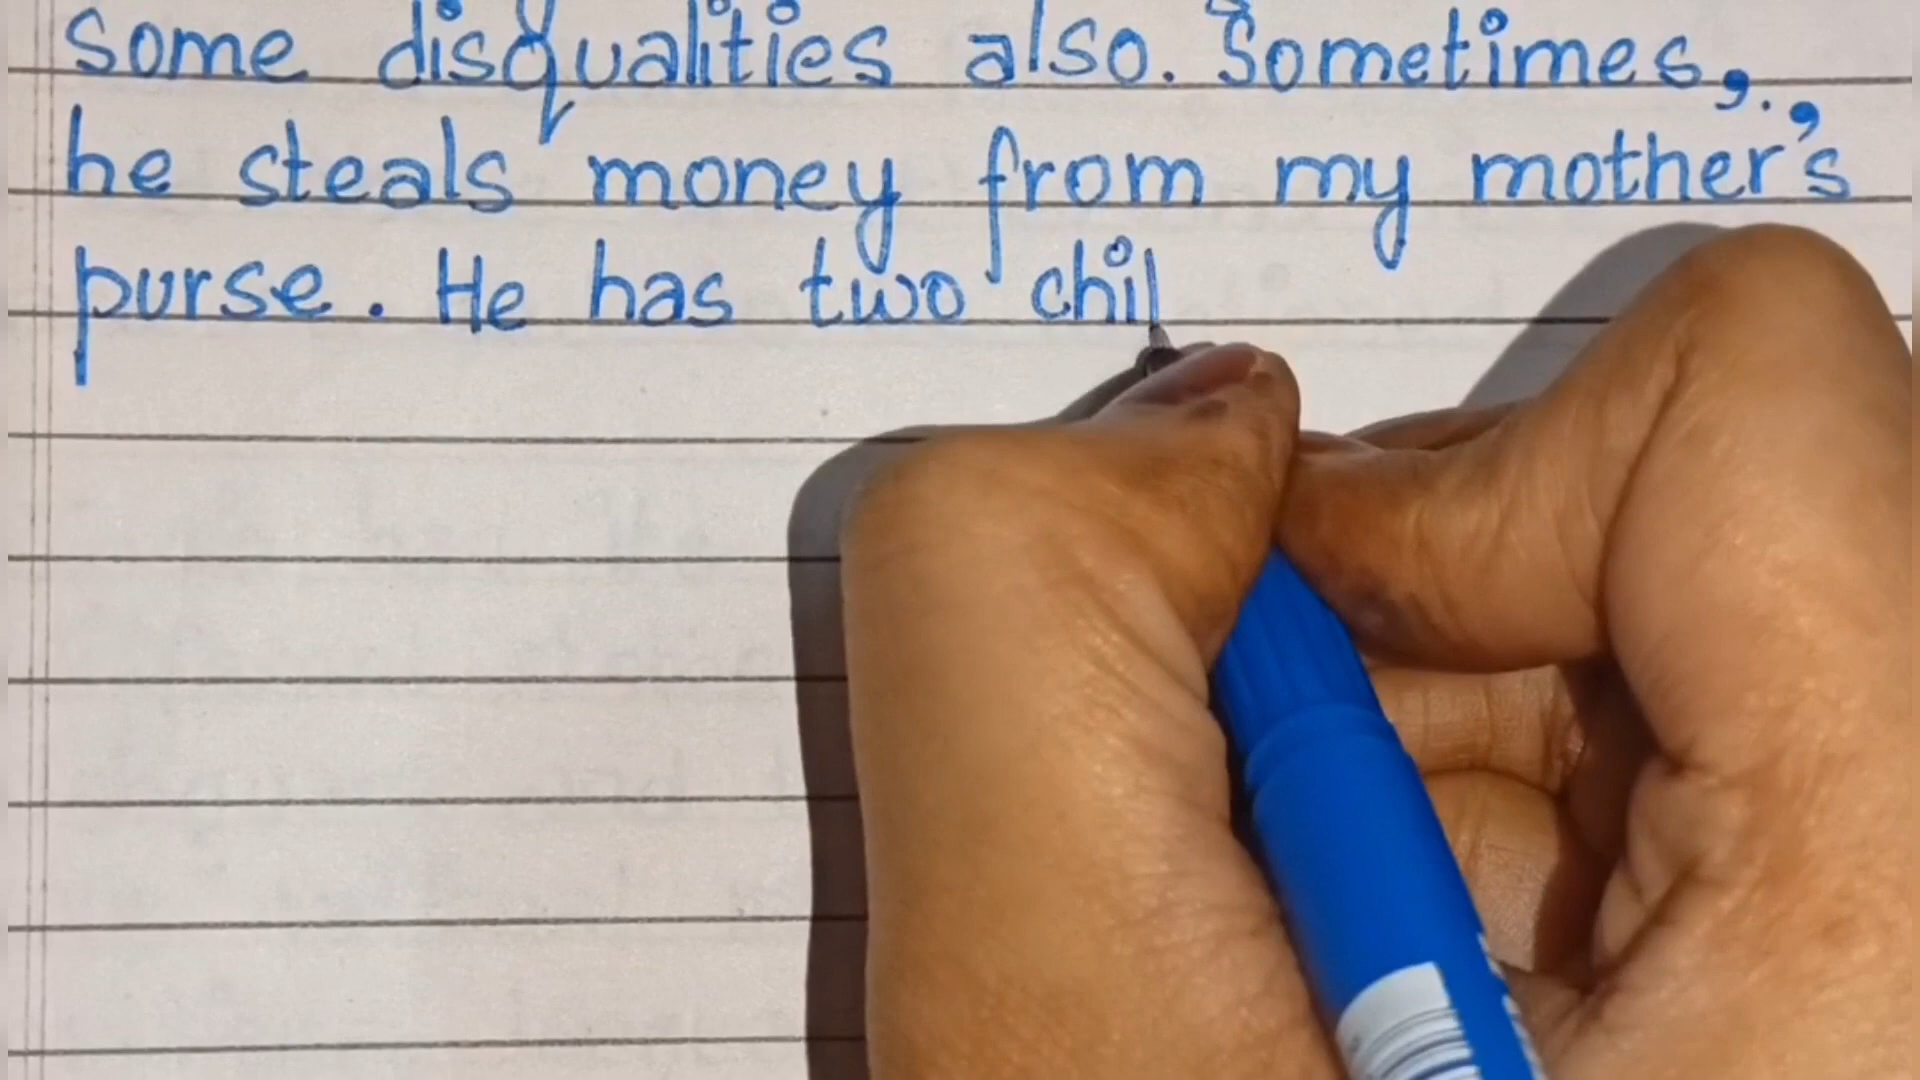 some disqualities also. Sometimes,
he steals money from my mother's
purse. He has two chil